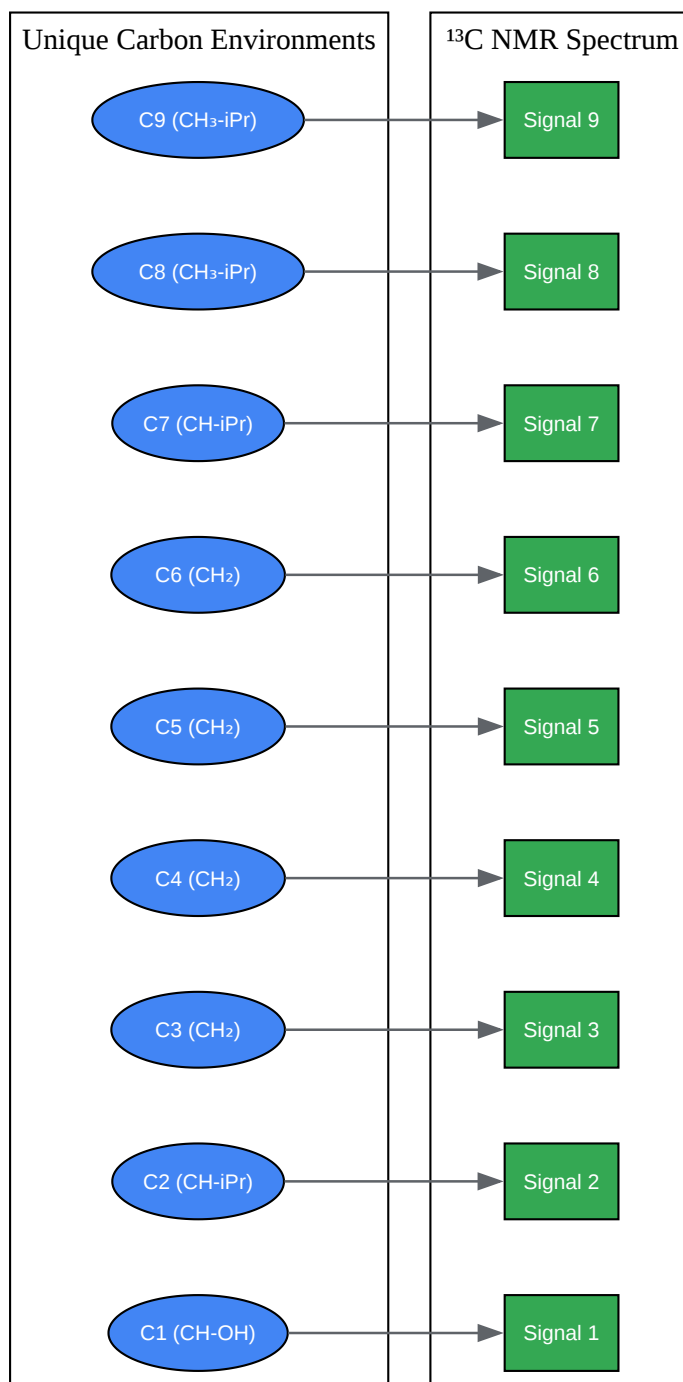 Unique Carbon Environments
¹³C NMR Spectrum
C9 (CH₃-iPr)
Signal 9
C8 (CH₃-iPr)
Signal 8
C7 (CH-iPr)
Signal 7
C6 (CH₂)
Signal 6
C5 (CH₂)
Signal 5
C4 (CH₂)
Signal 4
C3 (CH₂)
Signal 3
C2 (CH-iPr)
Signal 2
C1 (CH-OH)
Signal 1